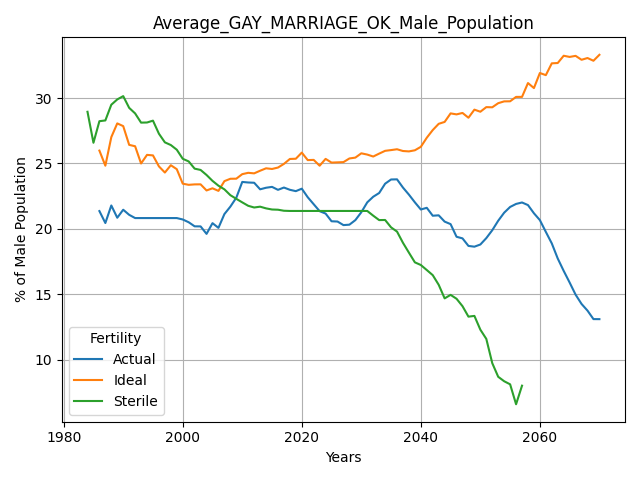 Average_GAY_MARRIAGE_OK_Male_Population
% of Male Population
30
25
20
15
10
Fertility
Actual
Ideal
Sterile
1980
2000
2020
2040
2060
Years